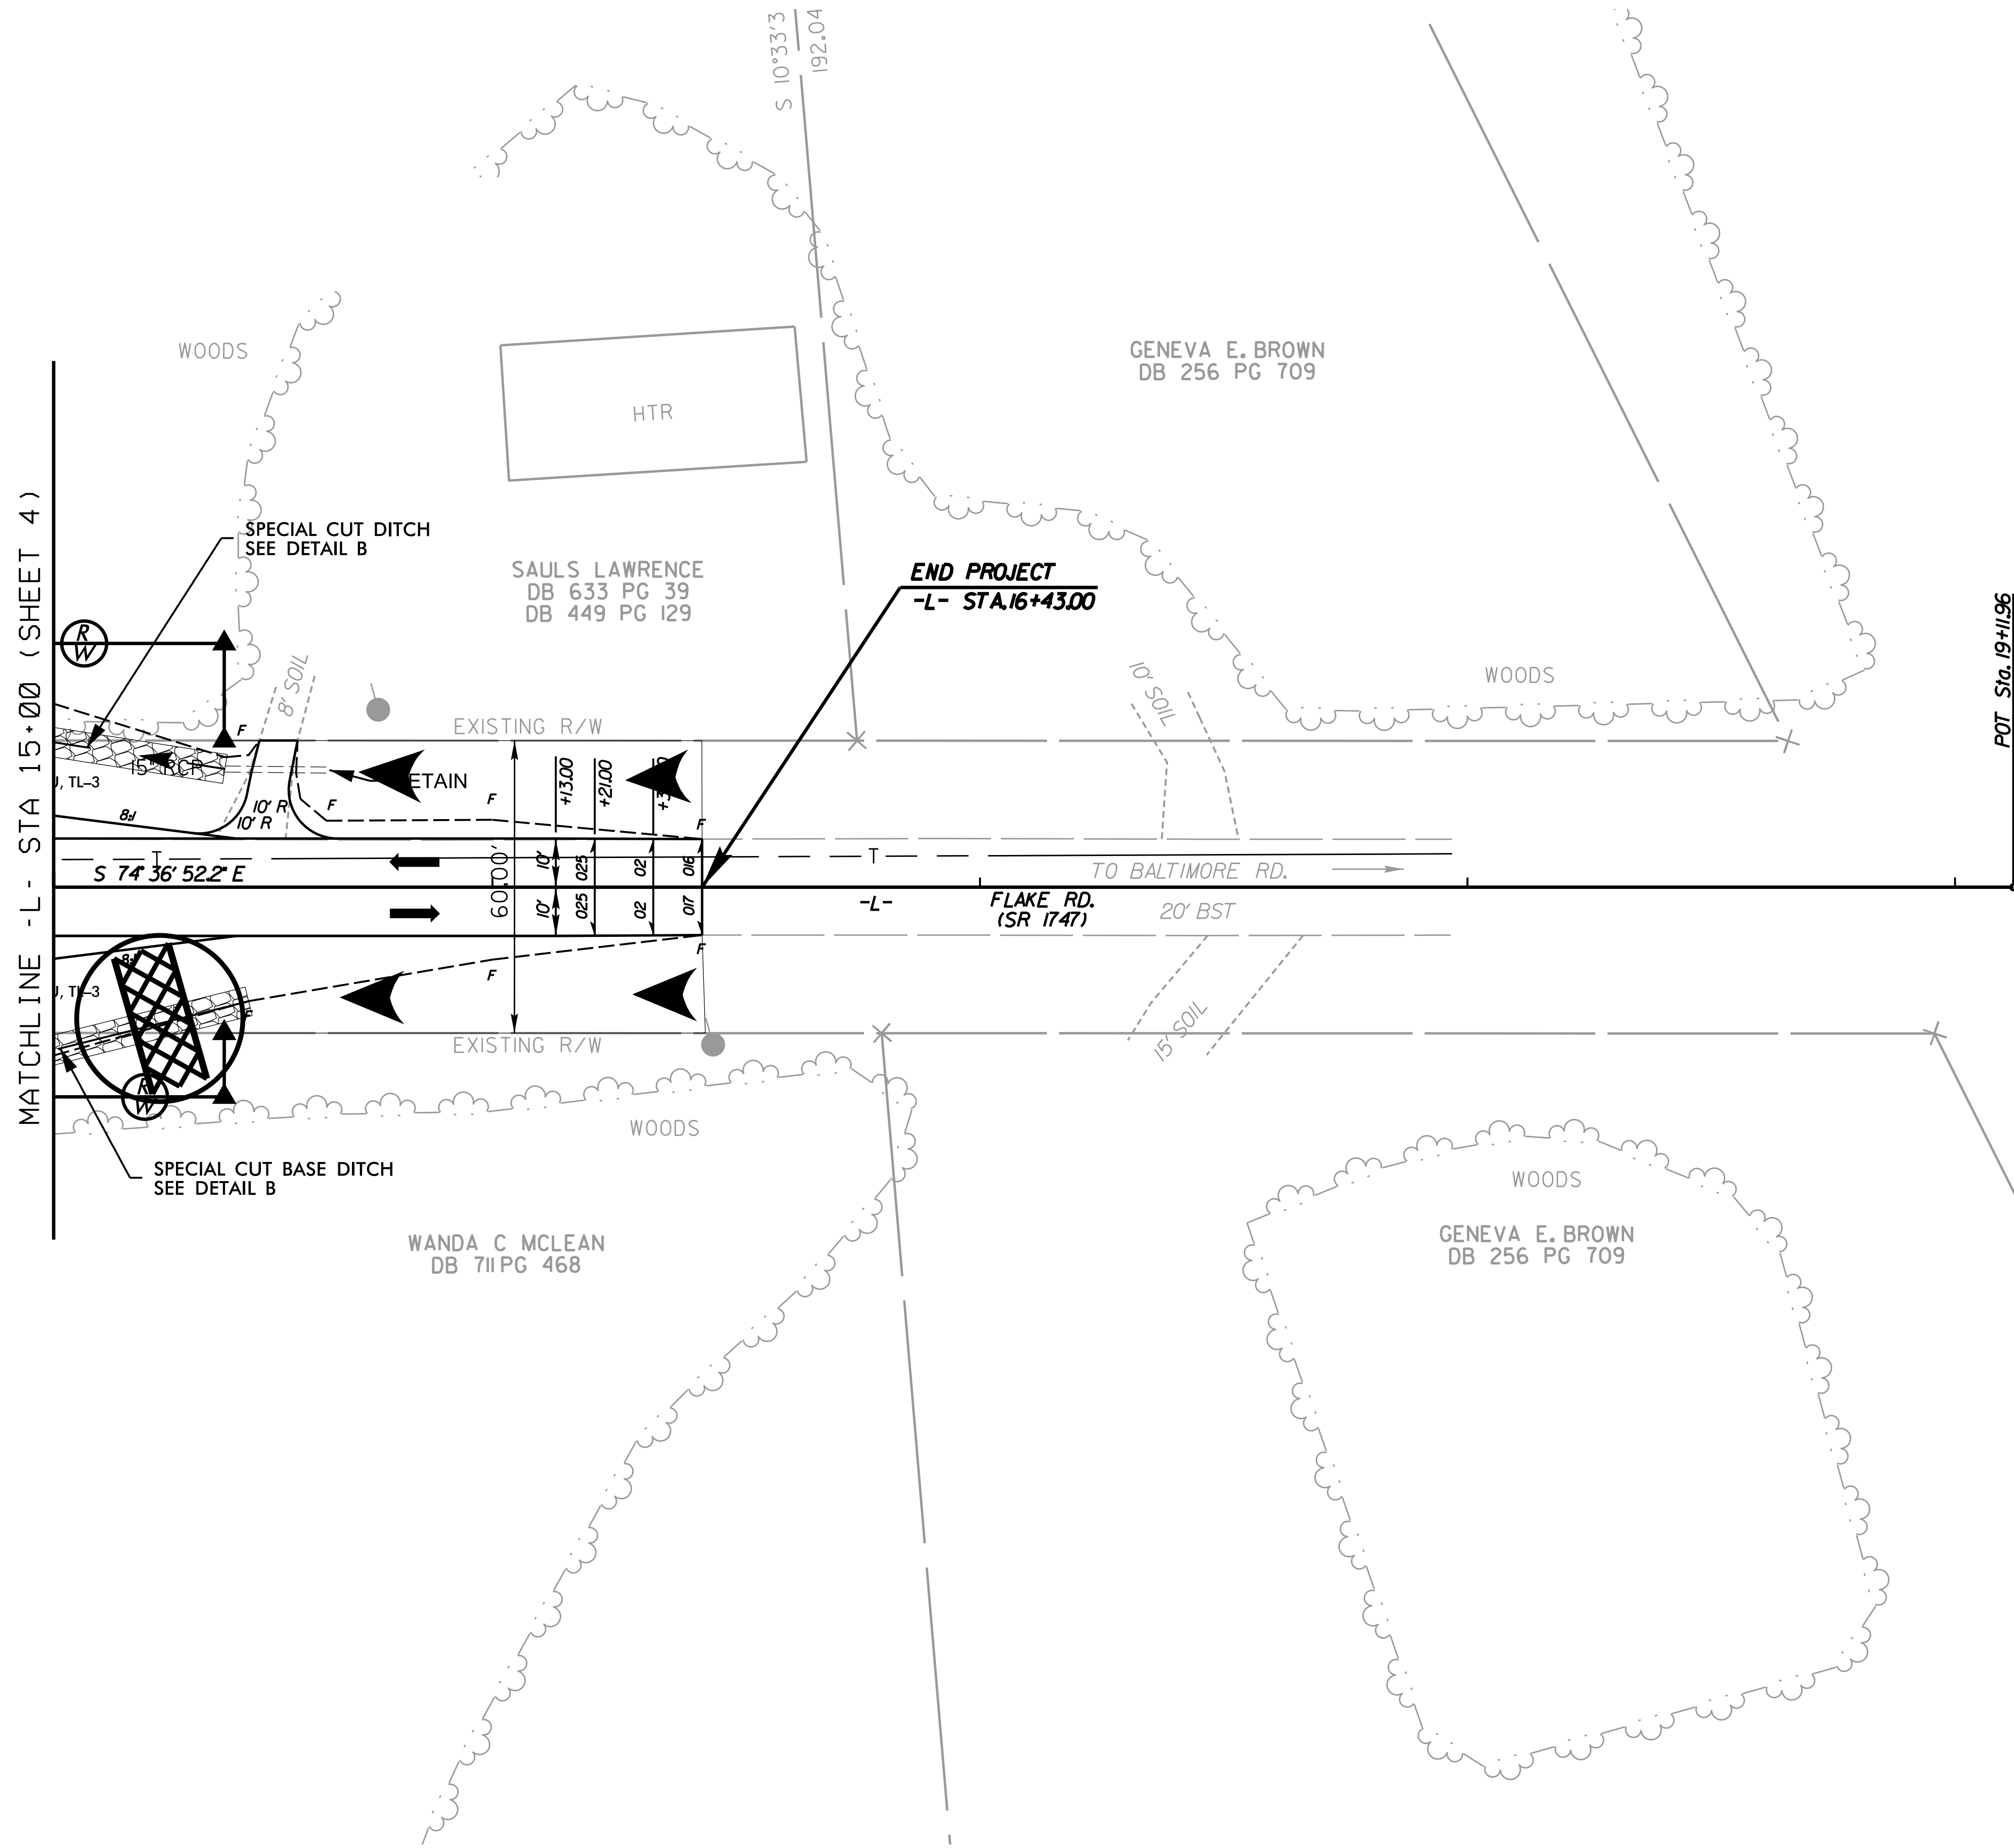 S 10°33'3
192.04
WOODS
GENEVA E. BROWN
DB 256 PG 709
HTR
SPECIAL CUT DITCH
SEE DETAIL B
SAULS LAWRENCE
DB 633 PG 39
DB 449 PG 129
END PROJECT
-L- STA.16+43.00
MATCHLINE -L- STA 15+00 (SHEET 4)
R
W
8' SOIL
10' SOIL
WOODS
POT Sta. 19+11.96
F
EXISTING R/W
15" RCP
ETAIN
, TL-3
8:1
10' R
10' R
F
F
F
+13.00
+21.00
60.00'
10'
025
02
016
T
T
S 74° 36' 52.2" E
TO BALTIMORE RD.
10'
025
02
017
-L-
FLAKE RD.
(SR 1747)
20' BST
F
F
F
EXISTING R/W
15' SOIL
R
W
WOODS
SPECIAL CUT BASE DITCH
SEE DETAIL B
WOODS
WANDA C MCLEAN
DB 711 PG 468
GENEVA E. BROWN
DB 256 PG 709